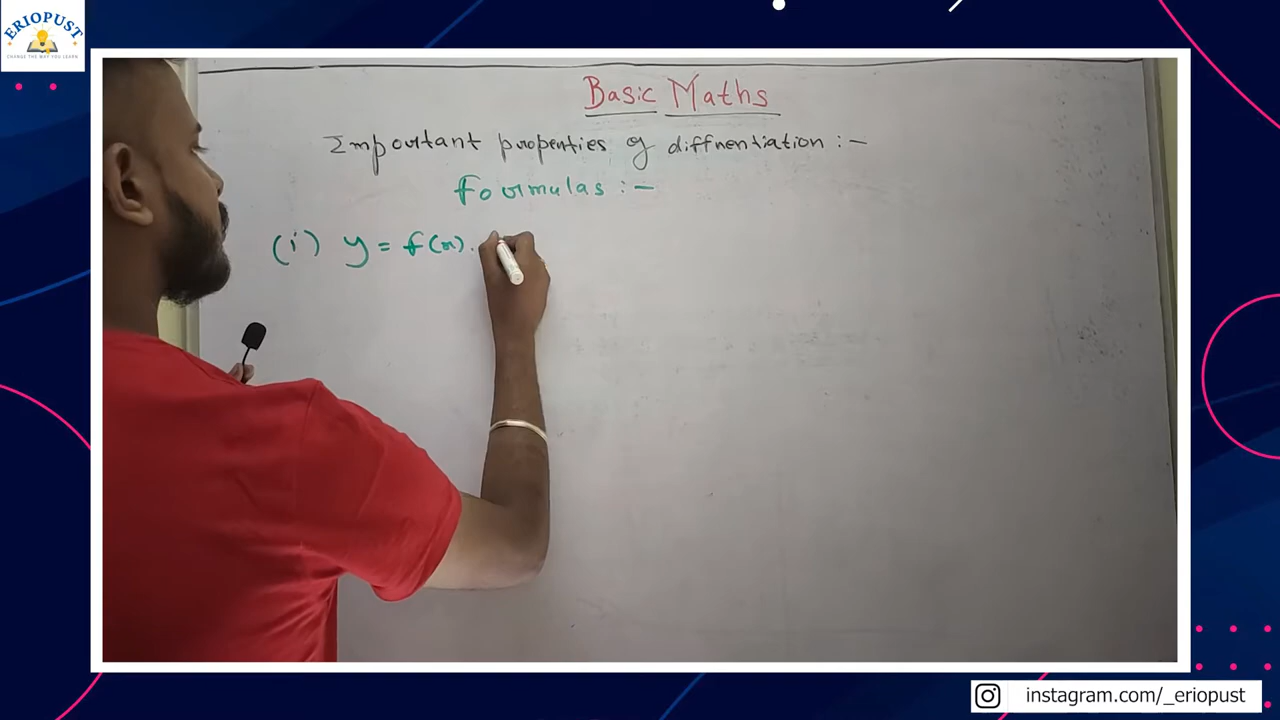 ERIOPUST
CHANGE THE WAY YOU LEARN
Basic Maths
Important properties of diffrentiation :-
formulas :-
(i) y = f(x).
instagram.com/_eriopust